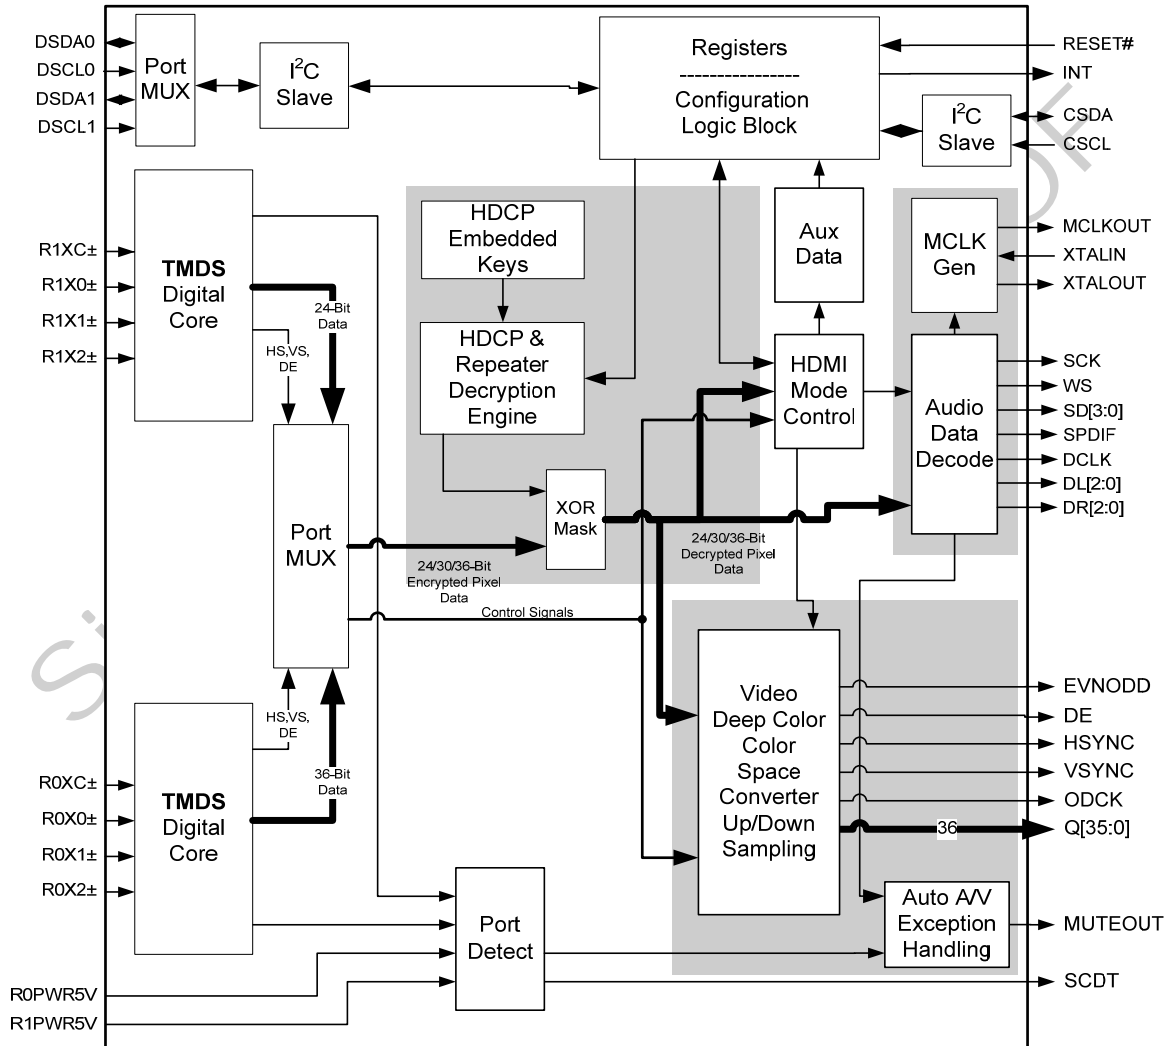 DSDA0
DSCL0
DSDA1
DSCL1
Port
MUX
I²C
Slave
Registers
----------------
Configuration
Logic Block
RESET#
INT
I²C
Slave
CSDA
CSCL
R1XC±
R1X0±
R1X1±
R1X2±
TMDS
Digital
Core
24-Bit
Data
HS,VS,
DE
HDCP
Embedded
Keys
HDCP &
Repeater
Decryption
Engine
Aux
Data
HDMI
Mode
Control
MCLK
Gen
MCLKOUT
XTALIN
XTALOUT
Audio
Data
Decode
SCK
WS
SD[3:0]
SPDIF
DCLK
DL[2:0]
DR[2:0]
Port
MUX
XOR
Mask
24/30/36-Bit
Encrypted Pixel
Data
24/30/36-Bit
Decrypted Pixel
Data
Control Signals
HS,VS,
DE
36-Bit
Data
R0XC±
R0X0±
R0X1±
R0X2±
TMDS
Digital
Core
Video
Deep Color
Color
Space
Converter
Up/Down
Sampling
EVNODD
DE
HSYNC
VSYNC
ODCK
36
Q[35:0]
Port
Detect
Auto A/V
Exception
Handling
MUTEOUT
SCDT
R0PWR5V
R1PWR5V